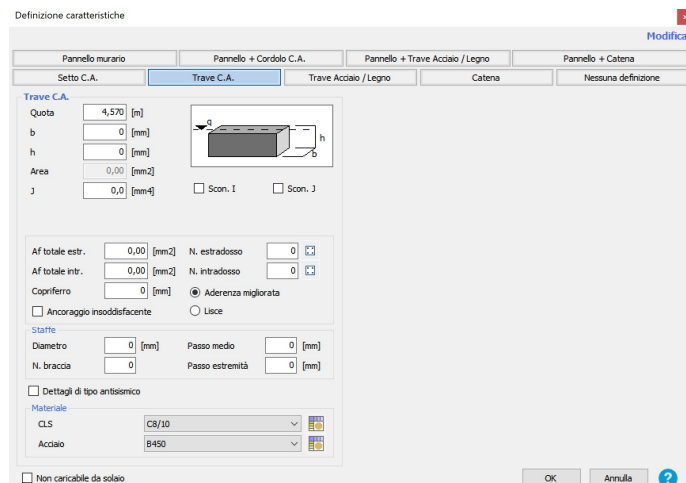 Definizione caratteristiche
Modifica
Pannello murario Pannello + Cordolo C.A. Pannello + Trave Acciaio / Legno Pannello + Catena
Setto C.A. Trave C.A. Trave Acciaio / Legno Catena Nessuna definizione
Trave C.A.
Quota 4,570 [m]
b 0 [mm]
h 0 [mm]
Area 0,00 [mm2]
J 0,0 [mm4]
q
h
b
Scon. I Scon. J
Af totale estr. 0,00 [mm2] N. estradosso 0
Af totale intr. 0,00 [mm2] N. intradosso 0
Copriferro 0 [mm] Aderenza migliorata
Ancoraggio insoddisfacente Lisce
Staffe
Diametro 0 [mm] Passo medio 0 [mm]
N. braccia 0 Passo estremità 0 [mm]
Dettagli di tipo antisismico
Materiale
CLS C8/10
Acciaio B450
Non caricabile da solaio
OK Annulla ?